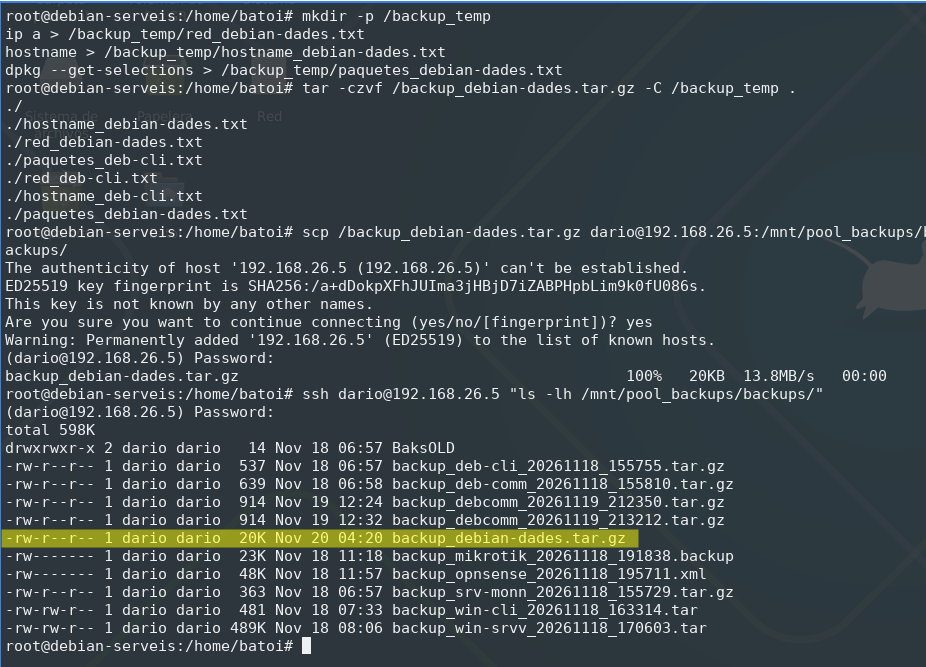 root@debian-serveis:/home/batoi# mkdir -p /backup_temp
ip a > /backup_temp/red_debian-dades.txt
hostname > /backup_temp/hostname_debian-dades.txt
dpkg --get-selections > /backup_temp/paquetes_debian-dades.txt
root@debian-serveis:/home/batoi# tar -czvf /backup_debian-dades.tar.gz -C /backup_temp .
./
./hostname_debian-dades.txt
./red_debian-dades.txt
./paquetes_deb-cli.txt
./red_deb-cli.txt
./hostname_deb-cli.txt
./paquetes_debian-dades.txt
root@debian-serveis:/home/batoi# scp /backup_debian-dades.tar.gz dario@192.168.26.5:/mnt/pool_backups/b
ackups/
The authenticity of host '192.168.26.5 (192.168.26.5)' can't be established.
ED25519 key fingerprint is SHA256:/a+dDokpXFhJUIma3jHBjD7iZABPHpbLim9k0fU086s.
This key is not known by any other names.
Are you sure you want to continue connecting (yes/no/[fingerprint])? yes
Warning: Permanently added '192.168.26.5' (ED25519) to the list of known hosts.
(dario@192.168.26.5) Password:
backup_debian-dades.tar.gz 100% 20KB 13.8MB/s 00:00
root@debian-serveis:/home/batoi# ssh dario@192.168.26.5 "ls -lh /mnt/pool_backups/backups/"
(dario@192.168.26.5) Password:
total 598K
drwxrwxr-x 2 dario dario 14 Nov 18 06:57 BaksOLD
-rw-r--r-- 1 dario dario 537 Nov 18 06:57 backup_deb-cli_20261118_155755.tar.gz
-rw-r--r-- 1 dario dario 639 Nov 18 06:58 backup_deb-comm_20261118_155810.tar.gz
-rw-r--r-- 1 dario dario 914 Nov 19 12:24 backup_debcomm_20261119_212350.tar.gz
-rw-r--r-- 1 dario dario 914 Nov 19 12:32 backup_debcomm_20261119_213212.tar.gz
-rw-r--r-- 1 dario dario 20K Nov 20 04:20 backup_debian-dades.tar.gz
-rw------- 1 dario dario 23K Nov 18 11:18 backup_mikrotik_20261118_191838.backup
-rw------- 1 dario dario 48K Nov 18 11:57 backup_opnsense_20261118_195711.xml
-rw-r--r-- 1 dario dario 363 Nov 18 06:57 backup_srv-monn_20261118_155729.tar.gz
-rw-rw-r-- 1 dario dario 481 Nov 18 07:33 backup_win-cli_20261118_163314.tar
-rw-rw-r-- 1 dario dario 489K Nov 18 08:06 backup_win-srvv_20261118_170603.tar
root@debian-serveis:/home/batoi#
Sistema de
Papelera
Red